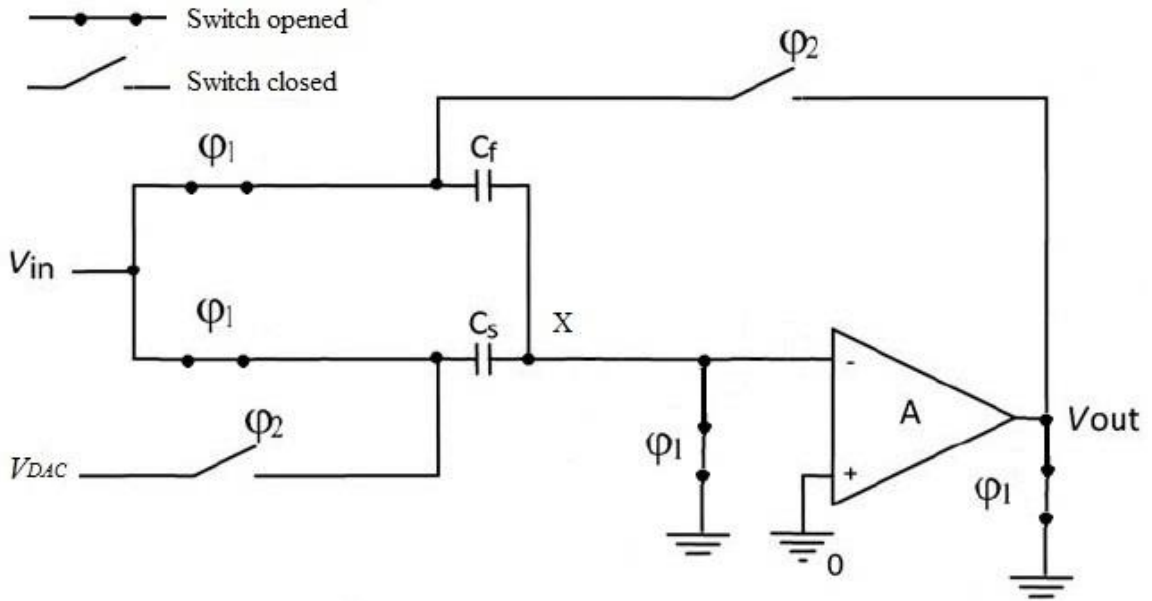 Switch opened
Switch closed
φ2
φ1
Cf
Vin
φ1
Cs
X
-
A
Vout
φ2
VDAC
φ1
+
φ1
0